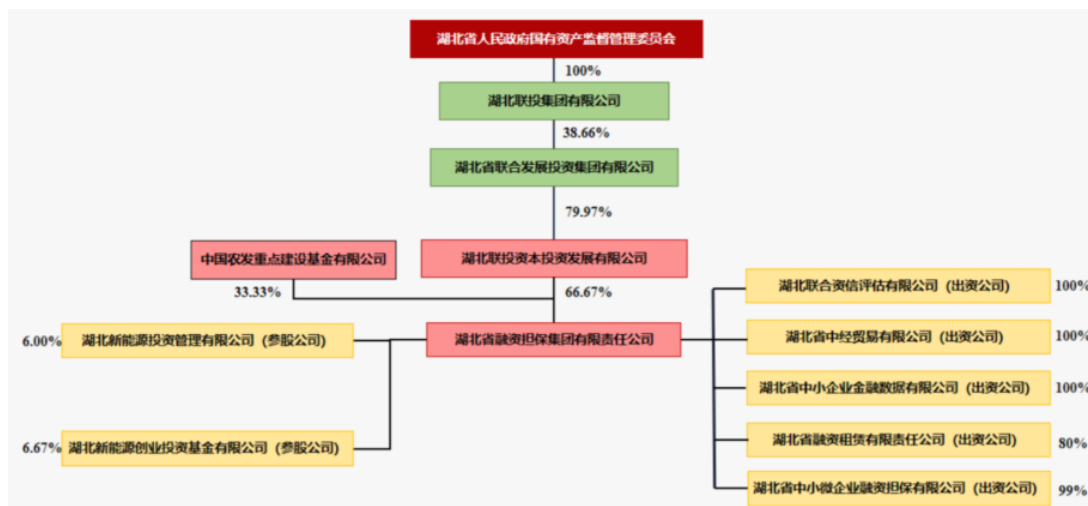 湖北省人民政府国有资产监督管理委员会
100%
湖北联投集团有限公司
38.66%
湖北省联合发展投资集团有限公司
79.97%
中国农发重点建设基金有限公司
湖北联投资本投资发展有限公司
33.33%
66.67%
湖北联合资信评估有限公司（出资公司） 100%
6.00% 湖北新能源投资管理有限公司（参股公司）
湖北省融资担保集团有限责任公司
湖北省中经贸易有限公司（出资公司） 100%
湖北省中小企业金融数据有限公司（出资公司） 100%
6.67% 湖北新能源创业投资基金有限公司（参股公司）
湖北省融资租赁有限责任公司（出资公司） 80%
湖北省中小微企业融资担保有限公司（出资公司） 99%